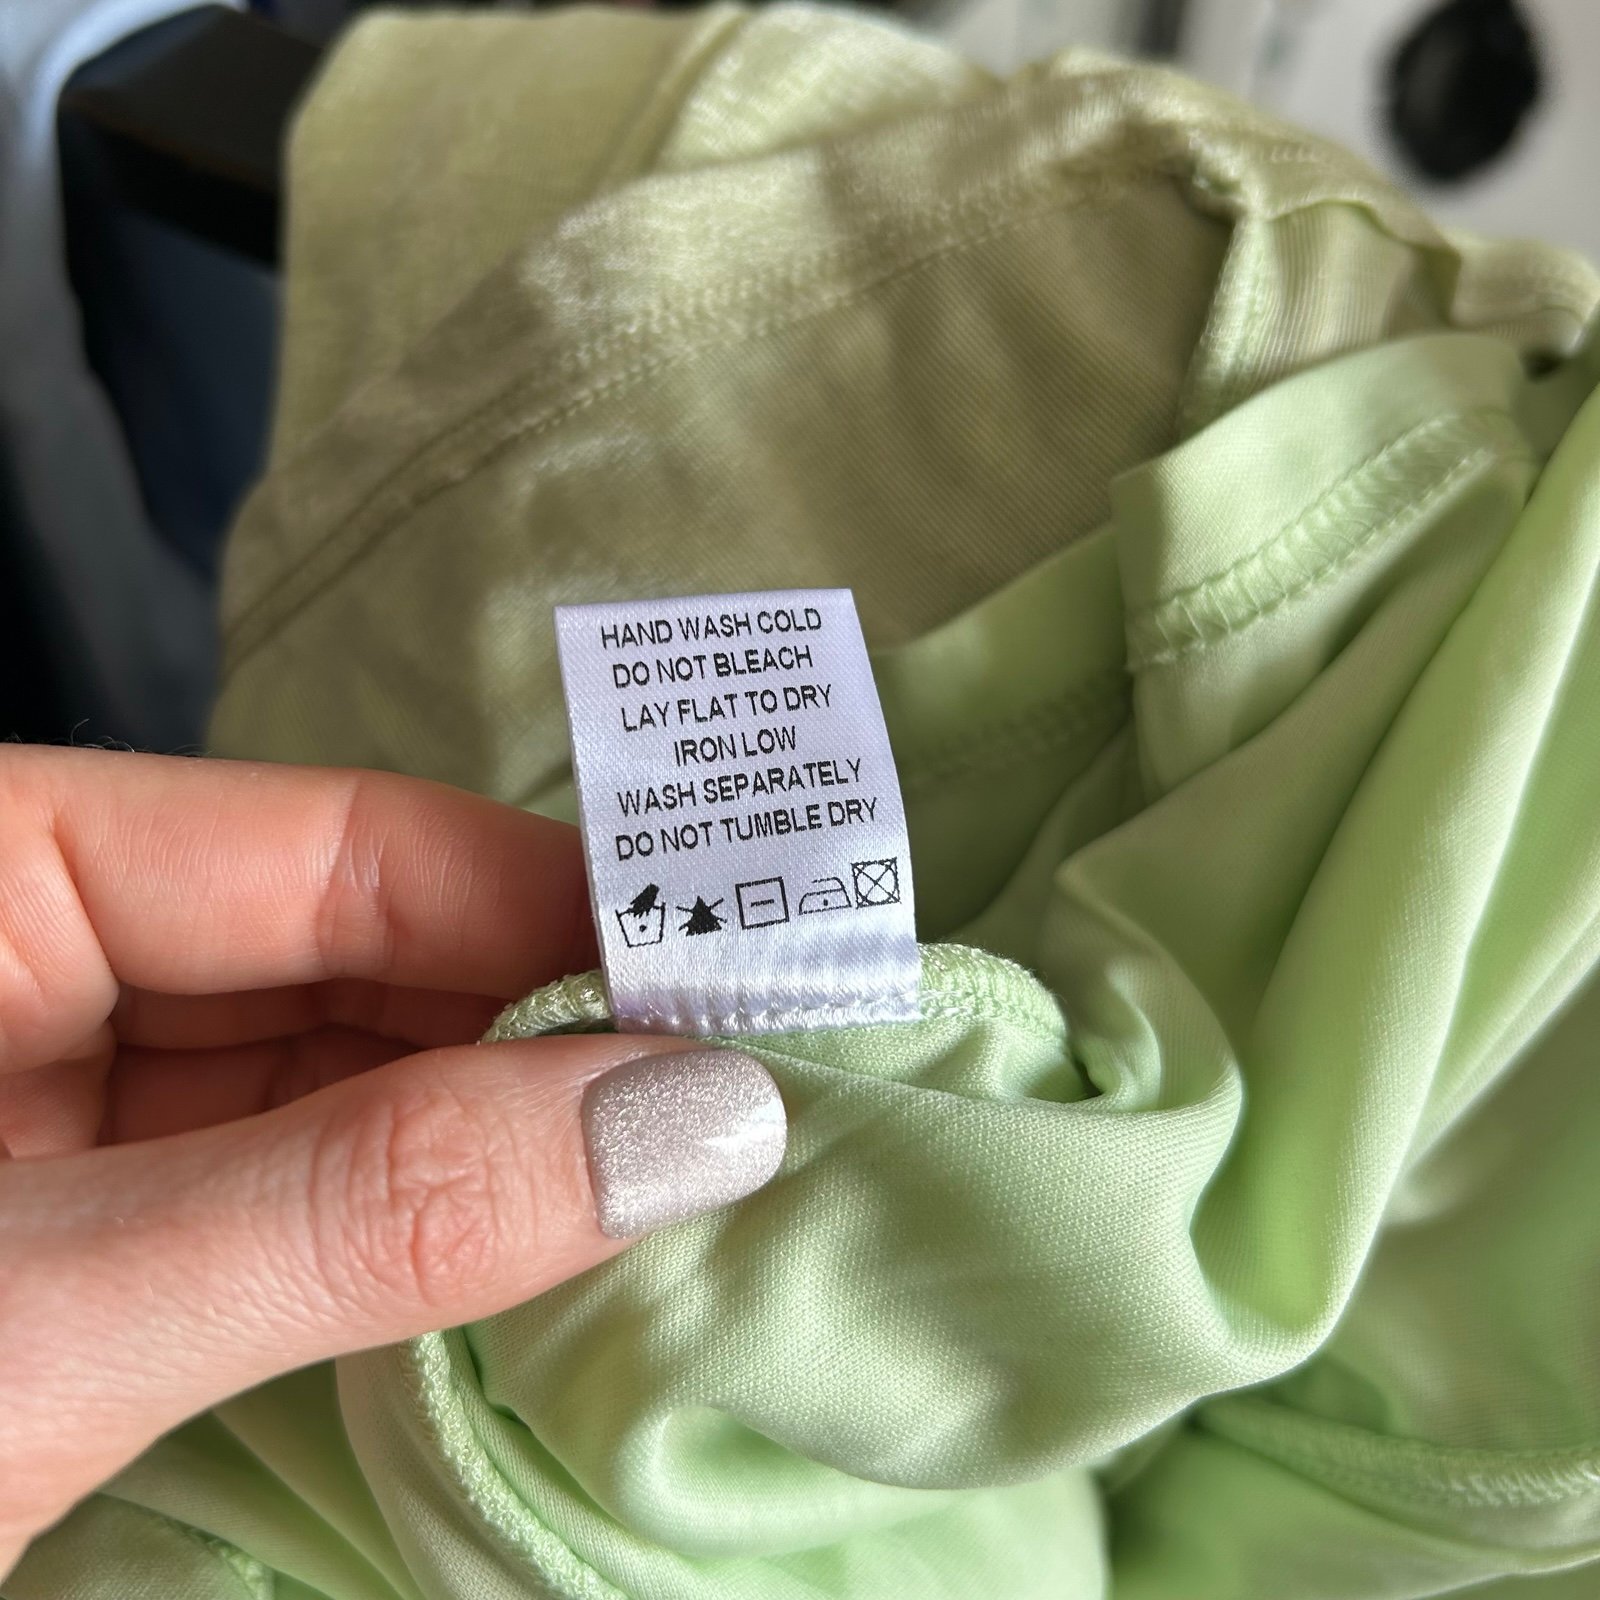 HAND WASH COLD
DO NOT BLEACH
LAY FLAT TO DRY
IRON LOW
WASH SEPARATELY
DO NOT TUMBLE DRY